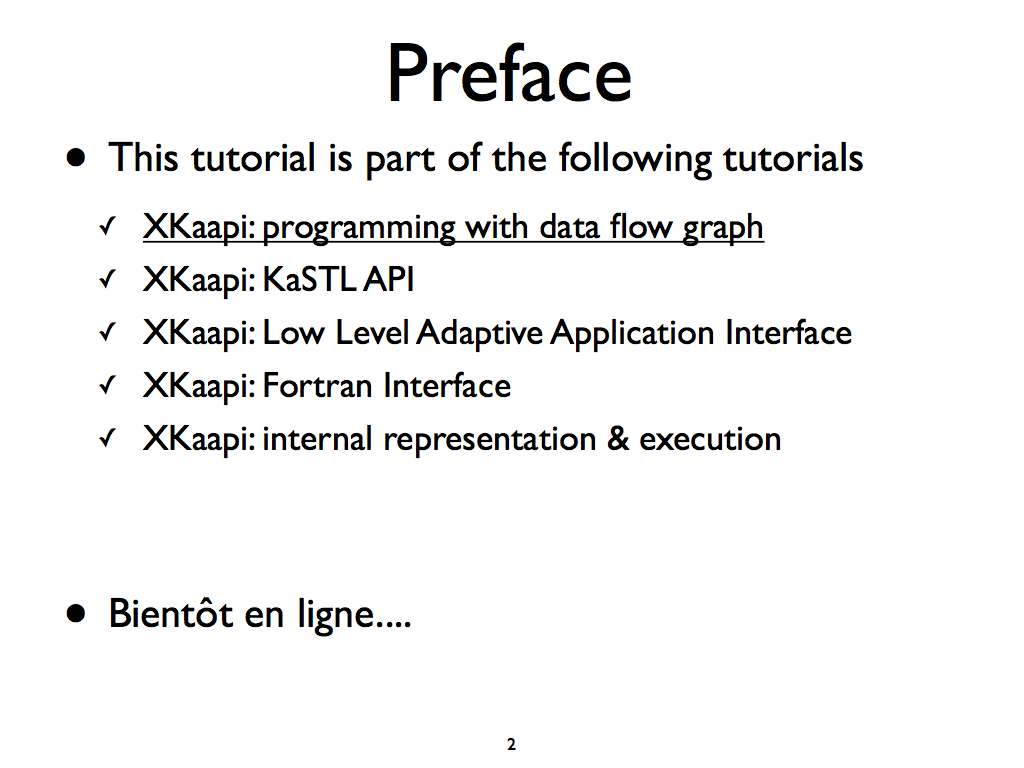 Preface
● This tutorial is part of the following tutorials
✓ XKaapi: programming with data flow graph
✓ XKaapi: KaSTL API
✓ XKaapi: Low Level Adaptive Application Interface
✓ XKaapi: Fortran Interface
✓ XKaapi: internal representation & execution
● Bientôt en ligne....
2